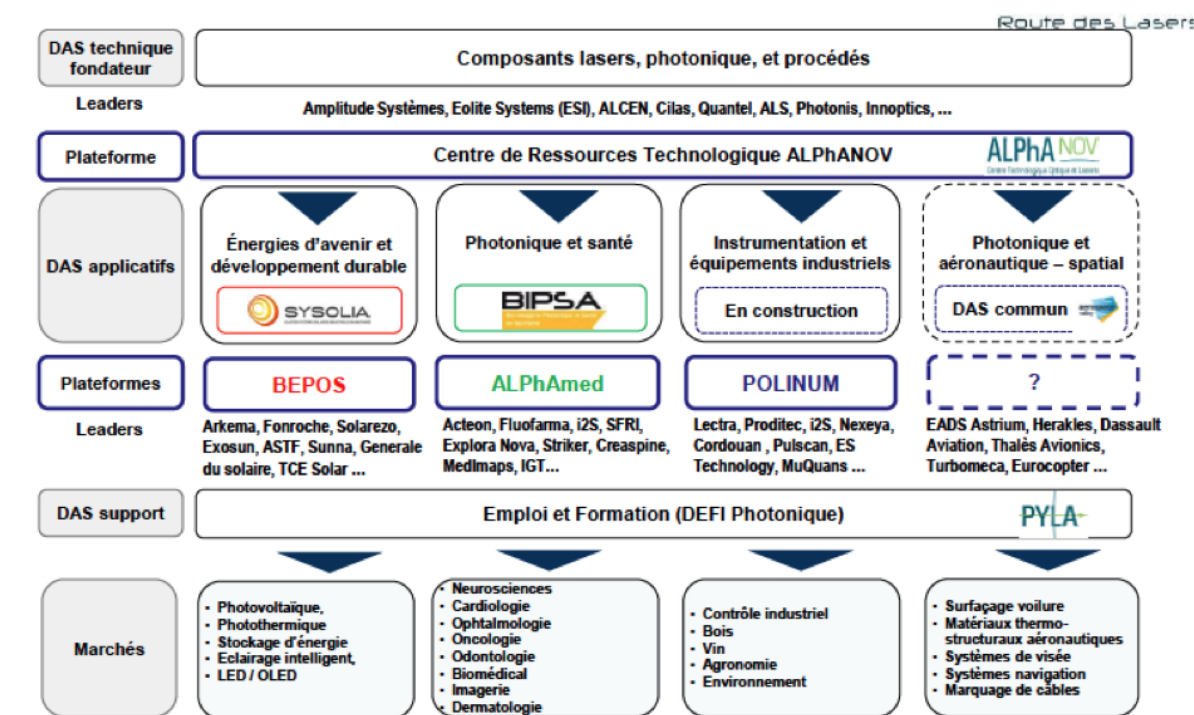 Route des Lasers
DAS technique
fondateur
Composants lasers, photonique, et procédés
Leaders
Amplitude Systèmes, Eolite Systems (ESI), ALCEN, Cilas, Quantel, ALS, Photonis, Innoptics, ...
Plateforme
Centre de Ressources Technologique ALPhANOV
ALPhA NOV
Centre Technologique Optique et Lasers
DAS applicatifs
Énergies d'avenir et
développement durable
SYSOLIA
Photonique et santé
BIPSA
Instrumentation et
équipements industriels
En construction
Photonique et
aéronautique – spatial
DAS commun
Plateformes
BEPOS
ALPhAmed
POLINUM
?
Leaders
Arkema, Fonroche, Solarezo,
Exosun, ASTF, Sunna, Generale
du solaire, TCE Solar ...
Acteon, Fluofarma, i2S, SFRI,
Explora Nova, Striker, Creaspine,
MedImaps, IGT...
Lectra, Proditec, i2S, Nexeya,
Cordouan , Pulscan, ES
Technology, MuQuans ...
EADS Astrium, Herakles, Dassault
Aviation, Thalès Avionics,
Turbomeca, Eurocopter ...
DAS support
Emploi et Formation (DEFI Photonique)
PYLA
Marchés
• Photovoltaïque,
• Photothermique
• Stockage d'énergie
• Eclairage intelligent,
• LED / OLED
• Neurosciences
• Cardiologie
• Ophtalmologie
• Oncologie
• Odontologie
• Biomédical
• Imagerie
• Dermatologie
• Contrôle industriel
• Bois
• Vin
• Agronomie
• Environnement
• Surfaçage voilure
• Matériaux thermo-
structuraux aéronautiques
• Systèmes de visée
• Systèmes navigation
• Marquage de câbles